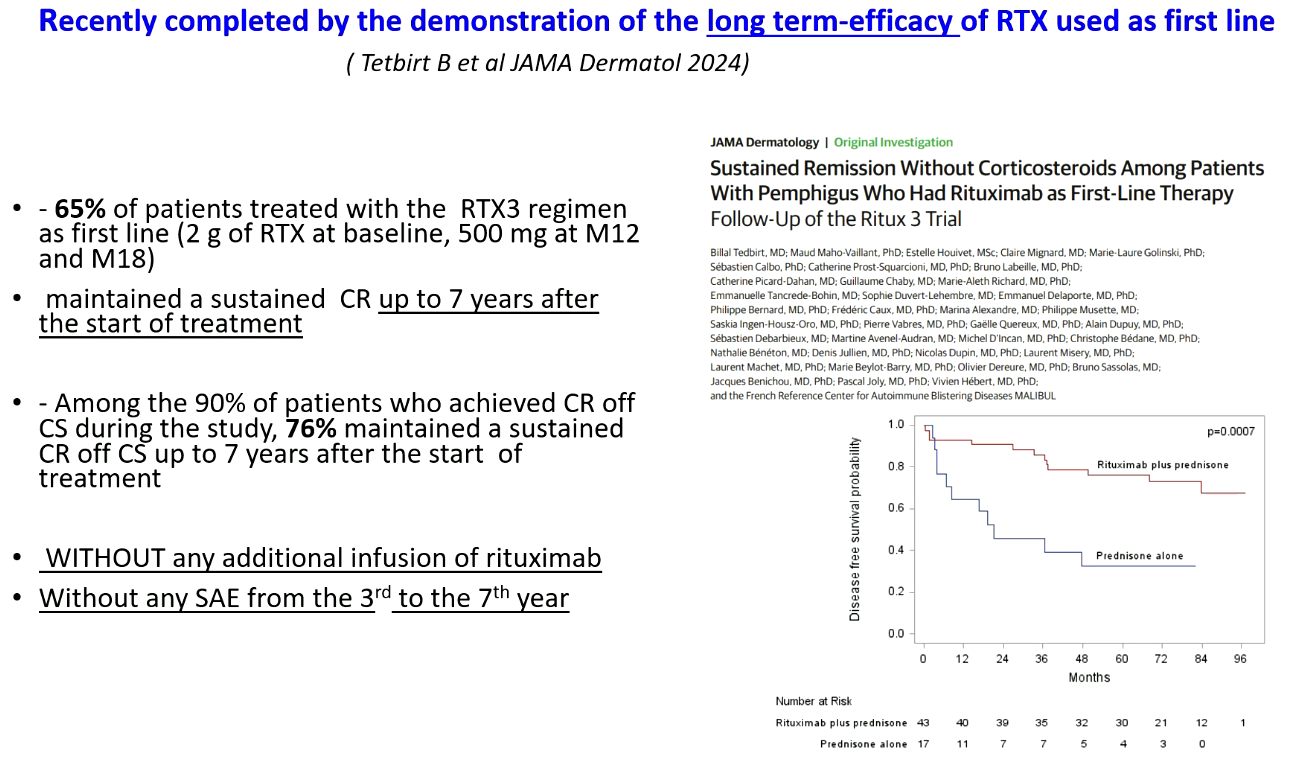 Recently completed by the demonstration of the long term-efficacy of RTX used as first line
( Tetbirt B et al JAMA Dermatol 2024)
• - 65% of patients treated with the RTX3 regimen
as first line (2 g of RTX at baseline, 500 mg at M12
and M18)
• maintained a sustained CR up to 7 years after
the start of treatment
• - Among the 90% of patients who achieved CR off
CS during the study, 76% maintained a sustained
CR off CS up to 7 years after the start of
treatment
• WITHOUT any additional infusion of rituximab
• Without any SAE from the 3rd to the 7th year
JAMA Dermatology | Original Investigation
Sustained Remission Without Corticosteroids Among Patients
With Pemphigus Who Had Rituximab as First-Line Therapy
Follow-Up of the Ritux 3 Trial
Billal Tedbirt, MD; Maud Maho-Vaillant, PhD; Estelle Houivet, MSc; Claire Mignard, MD; Marie-Laure Golinski, PhD;
Sébastien Calbo, PhD; Catherine Prost-Squarcioni, MD, PhD; Bruno Labeille, MD, PhD;
Catherine Picard-Dahan, MD; Guillaume Chaby, MD; Marie-Aleth Richard, MD, PhD;
Emmanuelle Tancrede-Bohin, MD; Sophie Duvert-Lehembre, MD; Emmanuel Delaporte, MD, PhD;
Philippe Bernard, MD, PhD; Frédéric Caux, MD, PhD; Marina Alexandre, MD; Philippe Musette, MD;
Saskia Ingen-Housz-Oro, MD, PhD; Pierre Vabres, MD, PhD; Gaëlle Quereux, MD, PhD; Alain Dupuy, MD, PhD;
Sébastien Debarbieux, MD; Martine Avenel-Audran, MD; Michel D'Incan, MD, PhD; Christophe Bédane, MD, PhD;
Nathalie Bénéton, MD; Denis Jullien, MD, PhD; Nicolas Dupin, MD, PhD; Laurent Misery, MD, PhD;
Laurent Machet, MD, PhD; Marie Beylot-Barry, MD, PhD; Olivier Dereure, MD, PhD; Bruno Sassolas, MD;
Jacques Benichou, MD, PhD; Pascal Joly, MD, PhD; Vivien Hébert, MD, PhD;
and the French Reference Center for Autoimmune Blistering Diseases MALIBUL
Disease free survival probability
1.0
0.8
0.6
0.4
0.2
0.0
p=0.0007
Rituximab plus prednisone
Prednisone alone
0 12 24 36 48 60 72 84 96
Months
Number at Risk
Rituximab plus prednisone 43 40 39 35 32 30 21 12 1
Prednisone alone 17 11 7 7 5 4 3 0